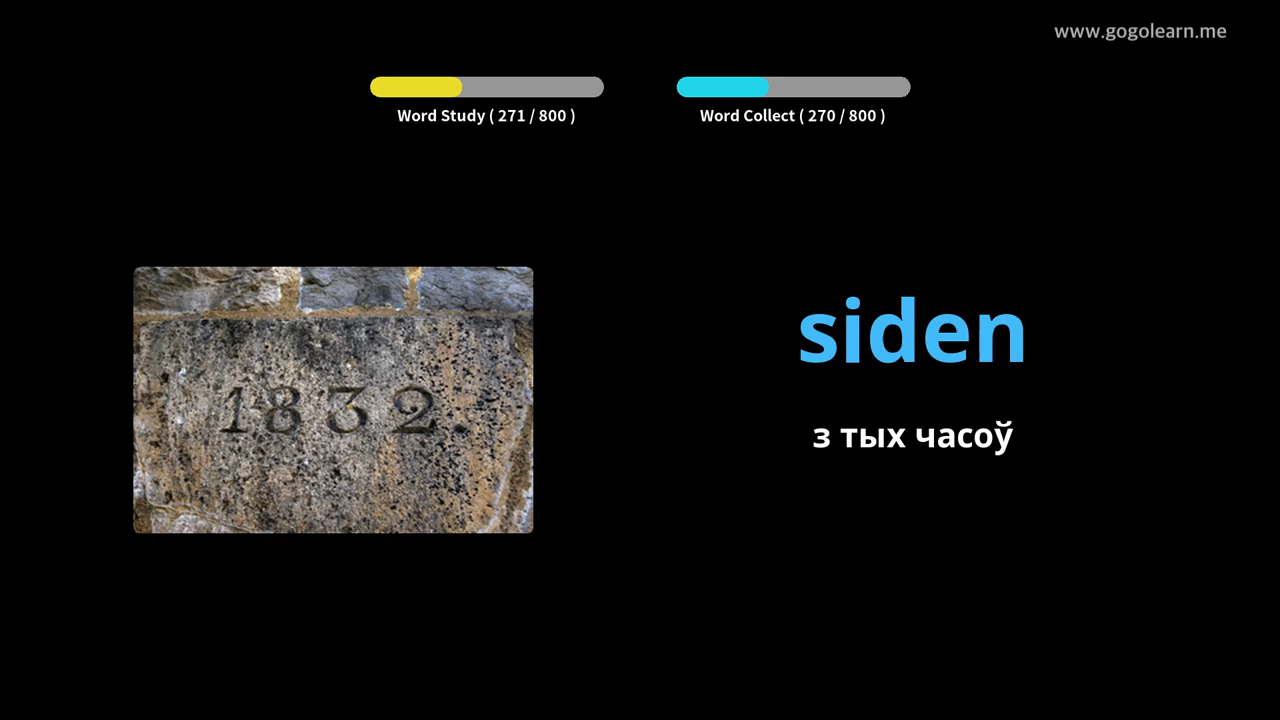 www.gogolearn.me
Word Study ( 271 / 800 )
Word Collect ( 270 / 800 )
1832.
siden
з тых часоў